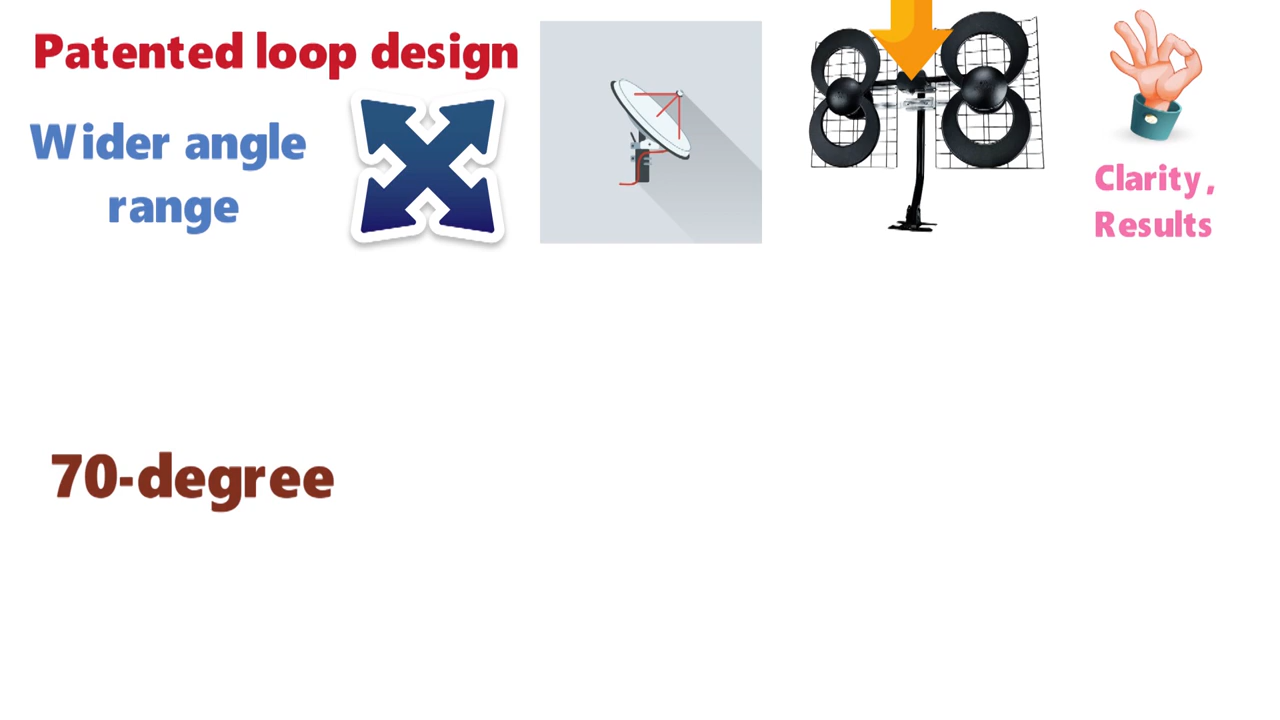 Patented loop design
Wider angle
range
Clarity,
Results
70-degree